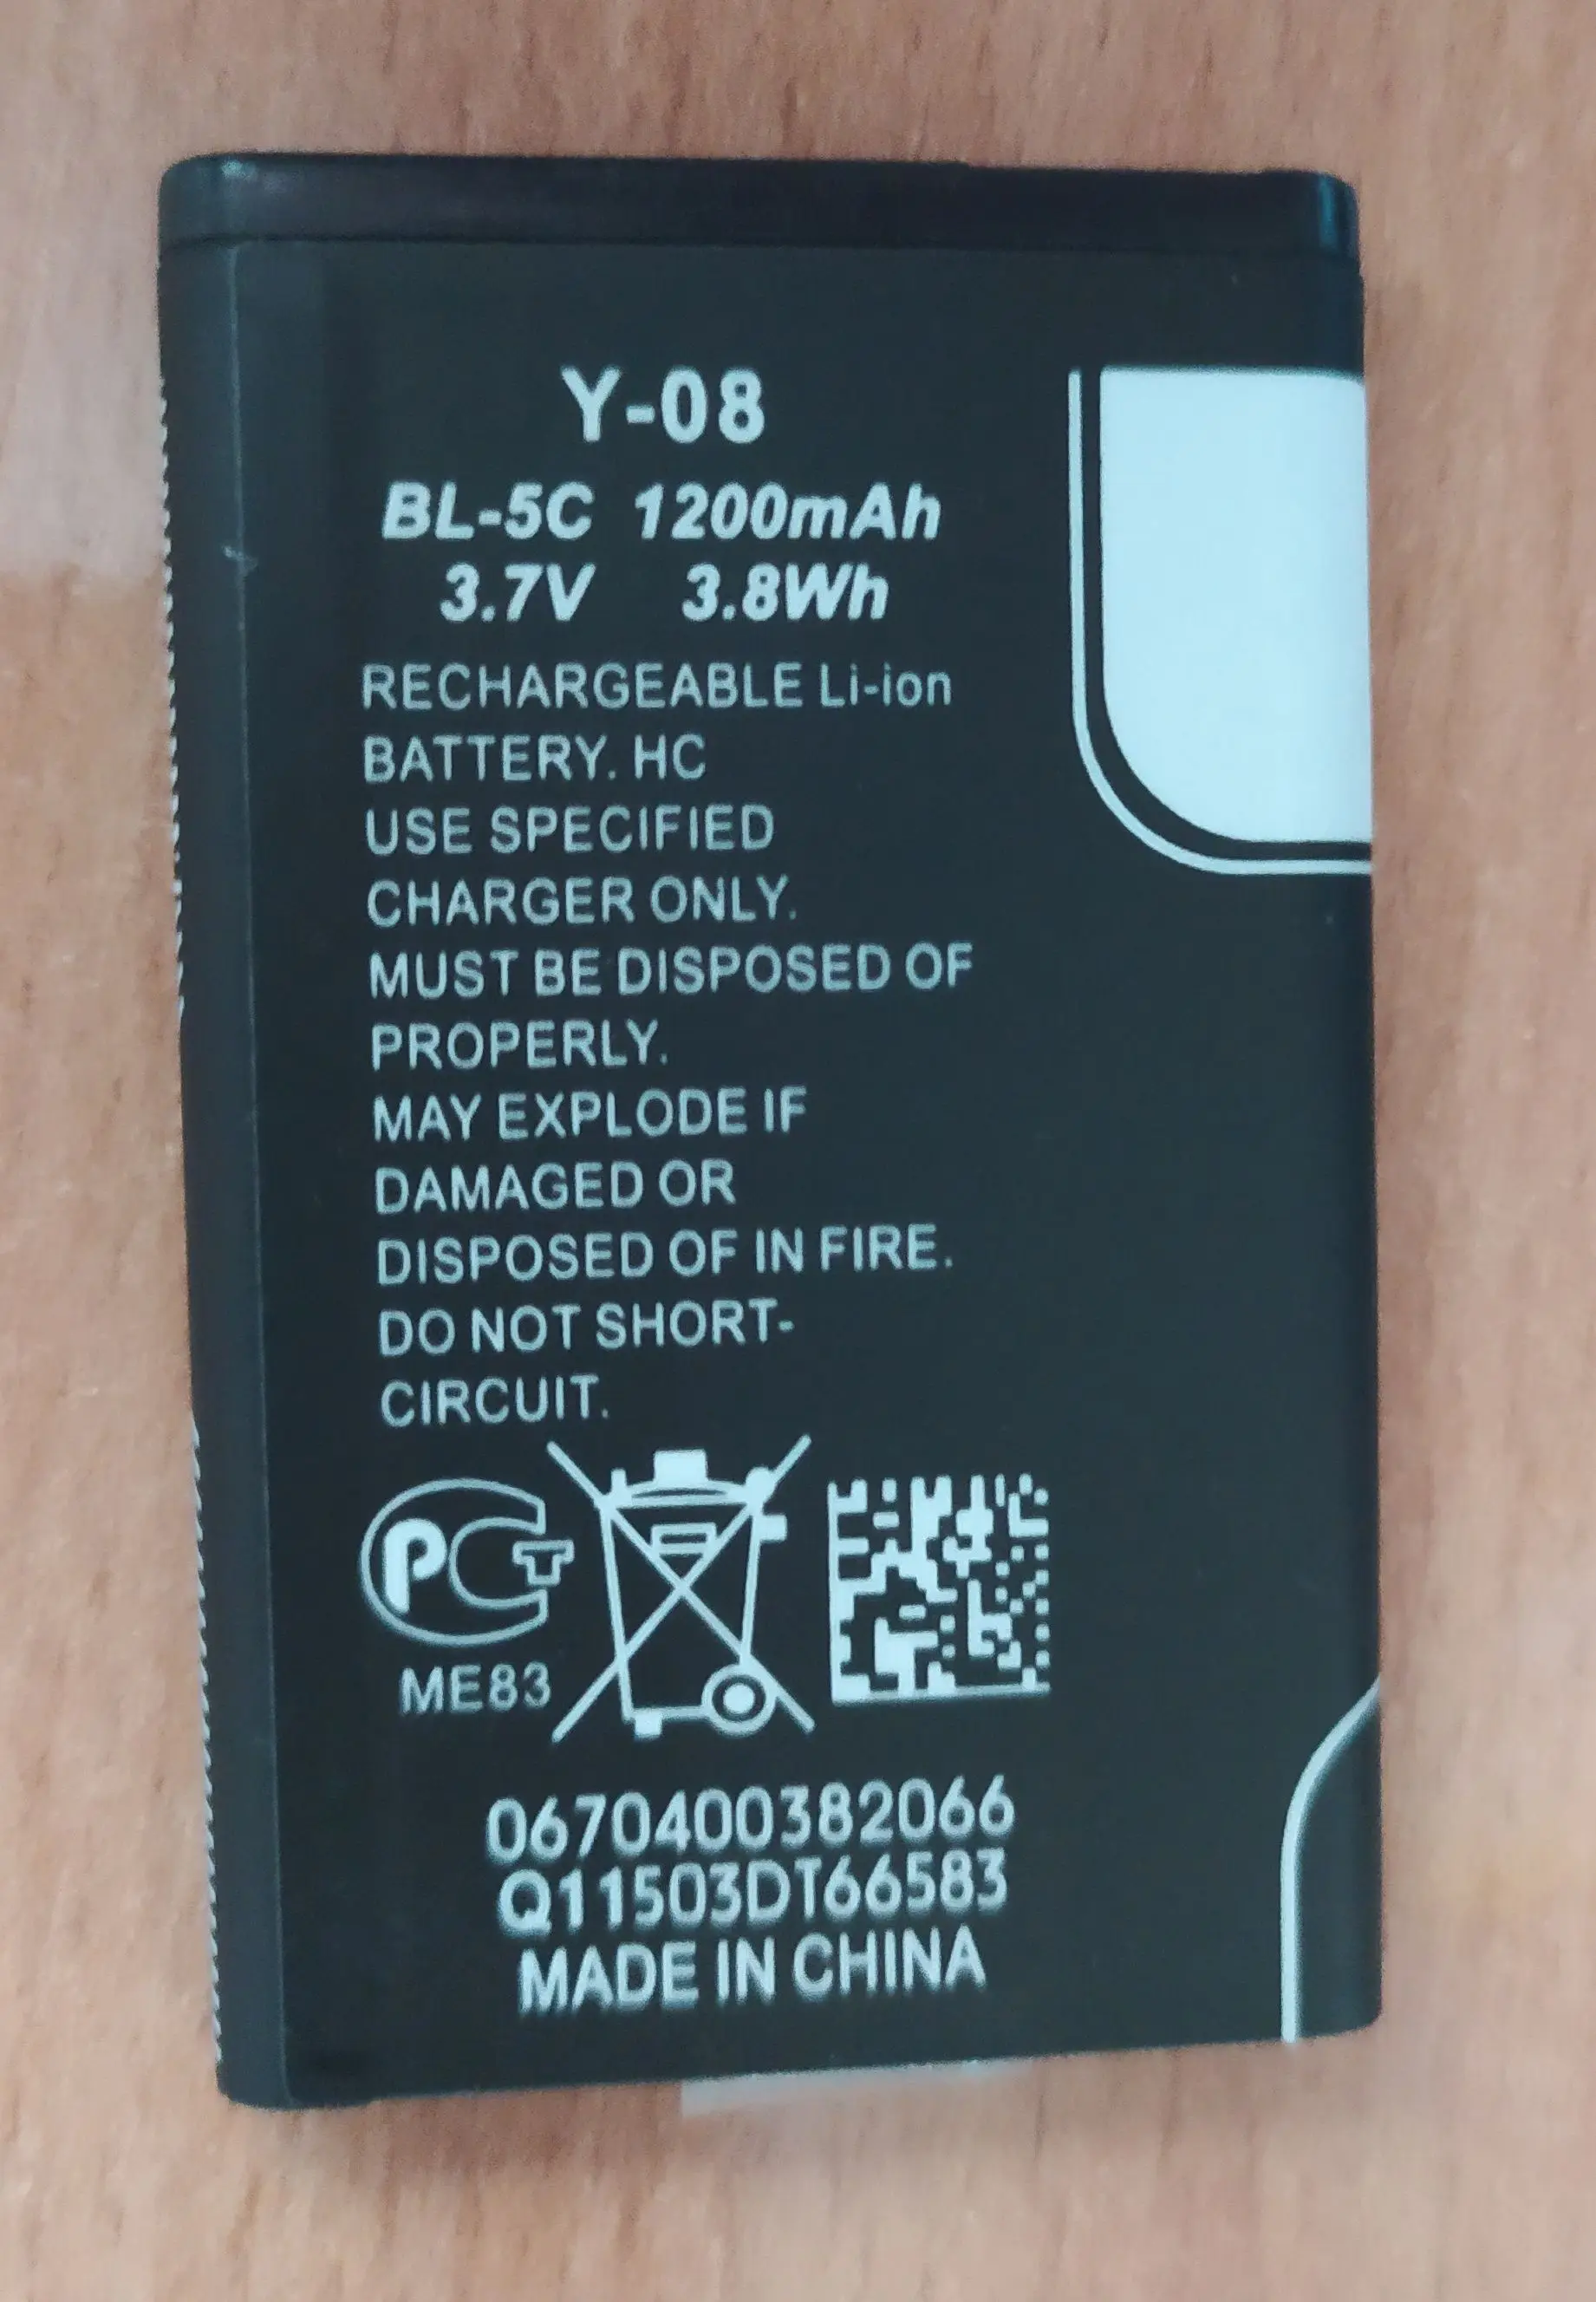 Y-08
BL-5C 1200mAh
3.7V 3.8Wh
RECHARGEABLE Li-ion
BATTERY. HC
USE SPECIFIED
CHARGER ONLY.
MUST BE DISPOSED OF
PROPERLY.
MAY EXPLODE IF
DAMAGED OR
DISPOSED OF IN FIRE.
DO NOT SHORT-
CIRCUIT.
PCT
ME83
0670400382066
Q11503DT66583
MADE IN CHINA